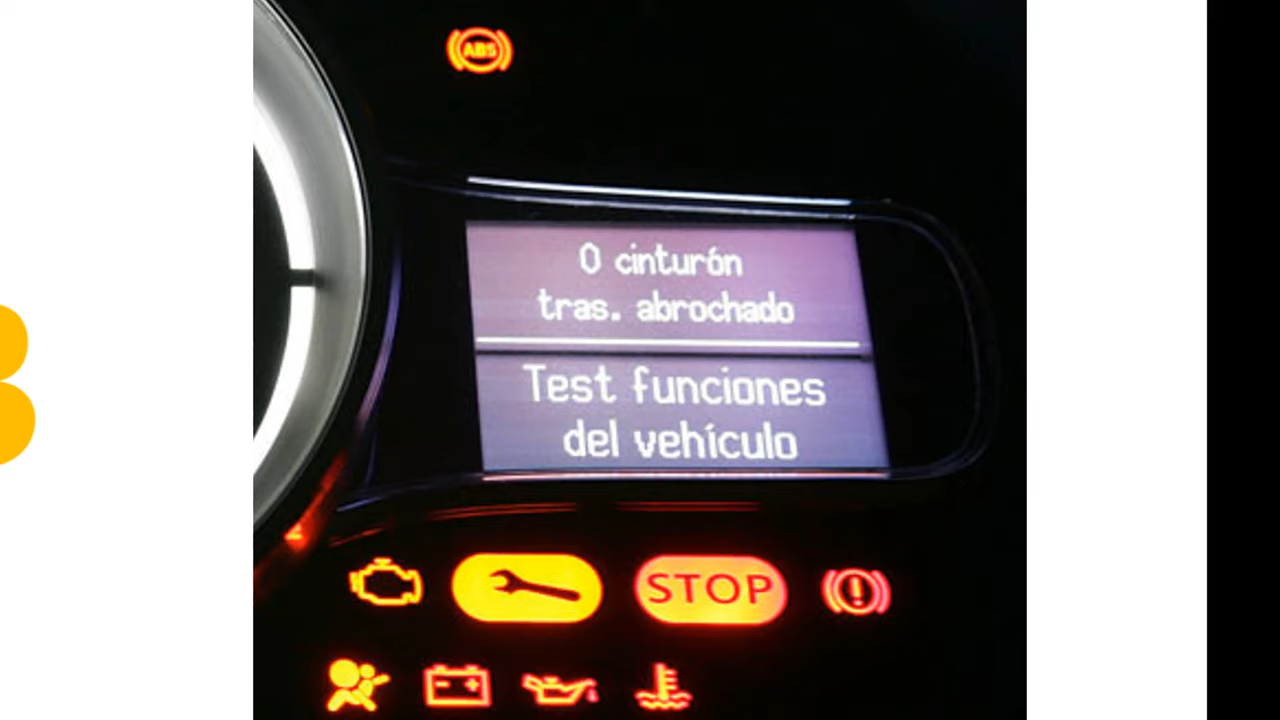 ABS
0 cinturón
tras. abrochado
Test funciones
del vehículo
STOP